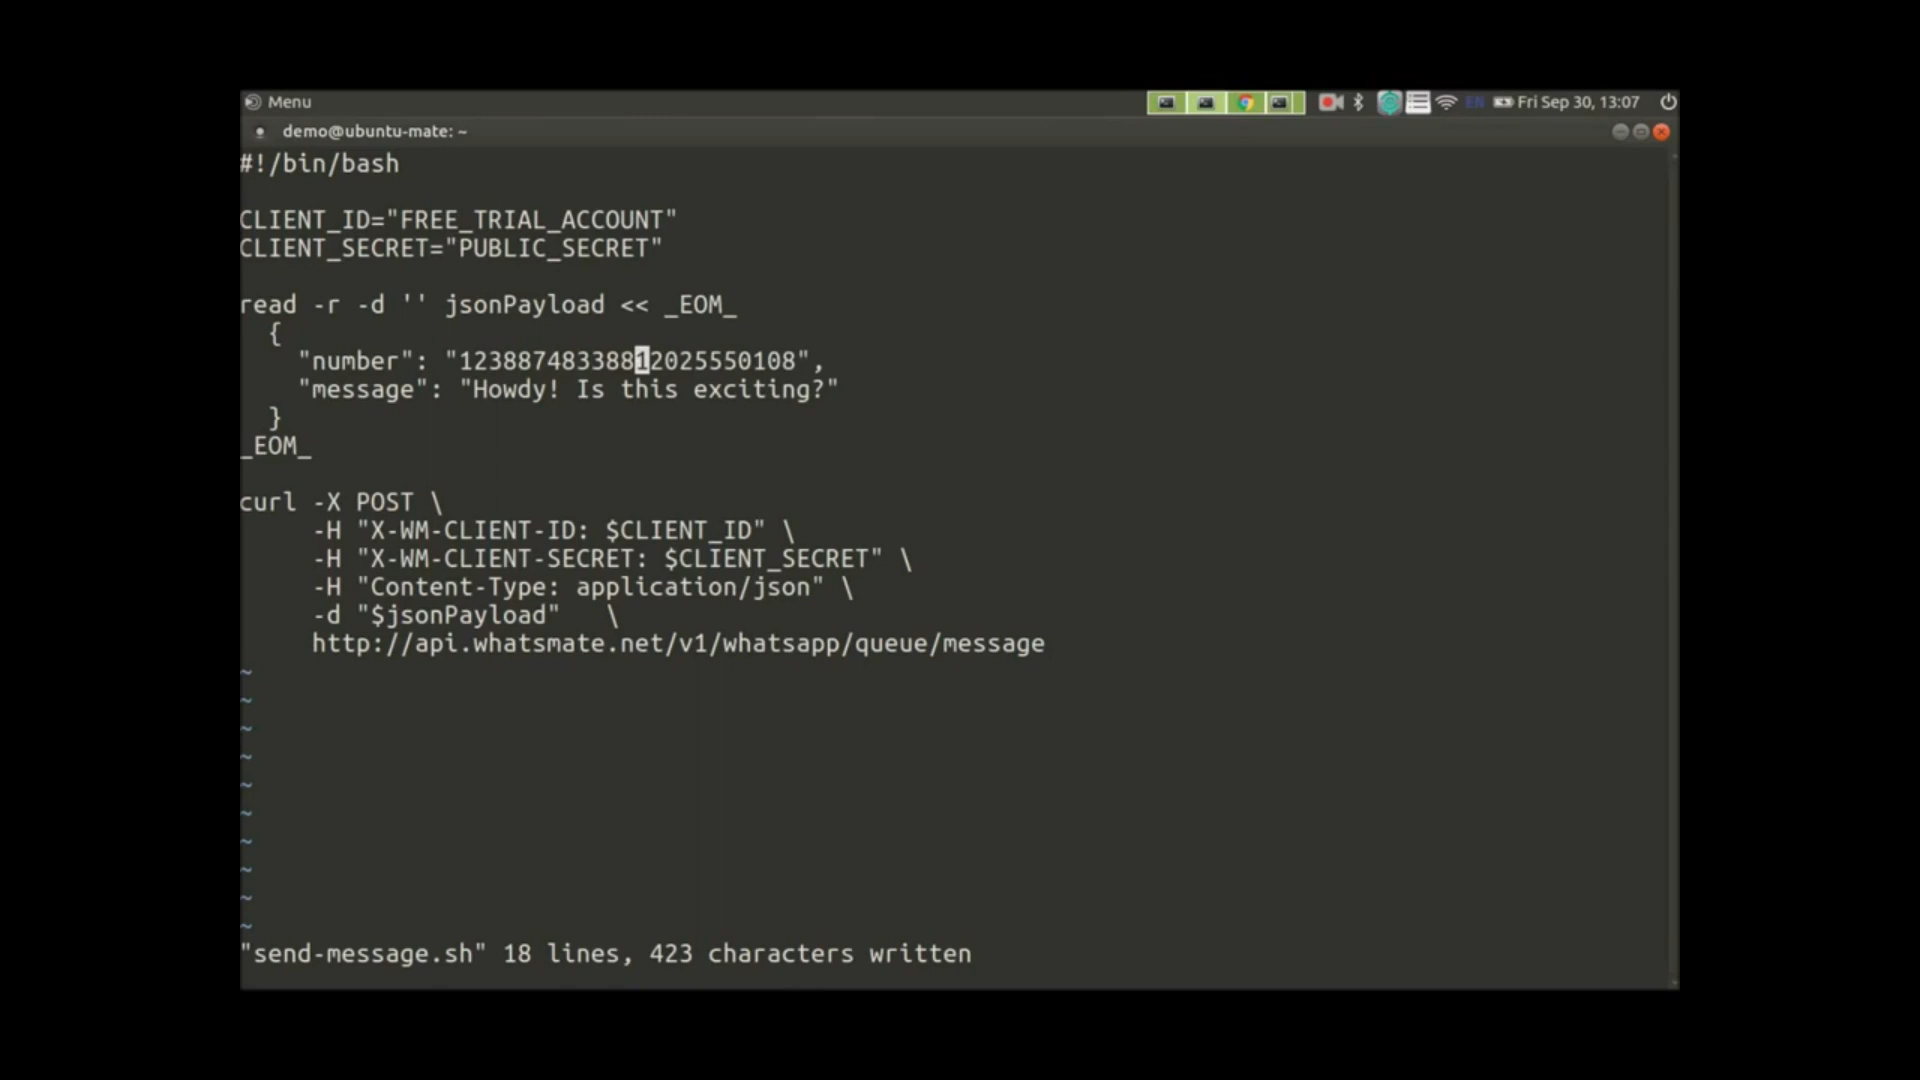 Menu
EN
Fri Sep 30, 13:07
demo@ubuntu-mate: ~
#!/bin/bash
CLIENT_ID="FREE_TRIAL_ACCOUNT"
CLIENT_SECRET="PUBLIC_SECRET"
read -r -d '' jsonPayload << _EOM_
{
"number": "12388748338812025550108",
"message": "Howdy! Is this exciting?"
}
_EOM_
curl -X POST \
-H "X-WM-CLIENT-ID: $CLIENT_ID" \
-H "X-WM-CLIENT-SECRET: $CLIENT_SECRET" \
-H "Content-Type: application/json" \
-d "$jsonPayload" \
http://api.whatsmate.net/v1/whatsapp/queue/message
~
~
~
~
~
~
~
~
~
~
"send-message.sh" 18 lines, 423 characters written